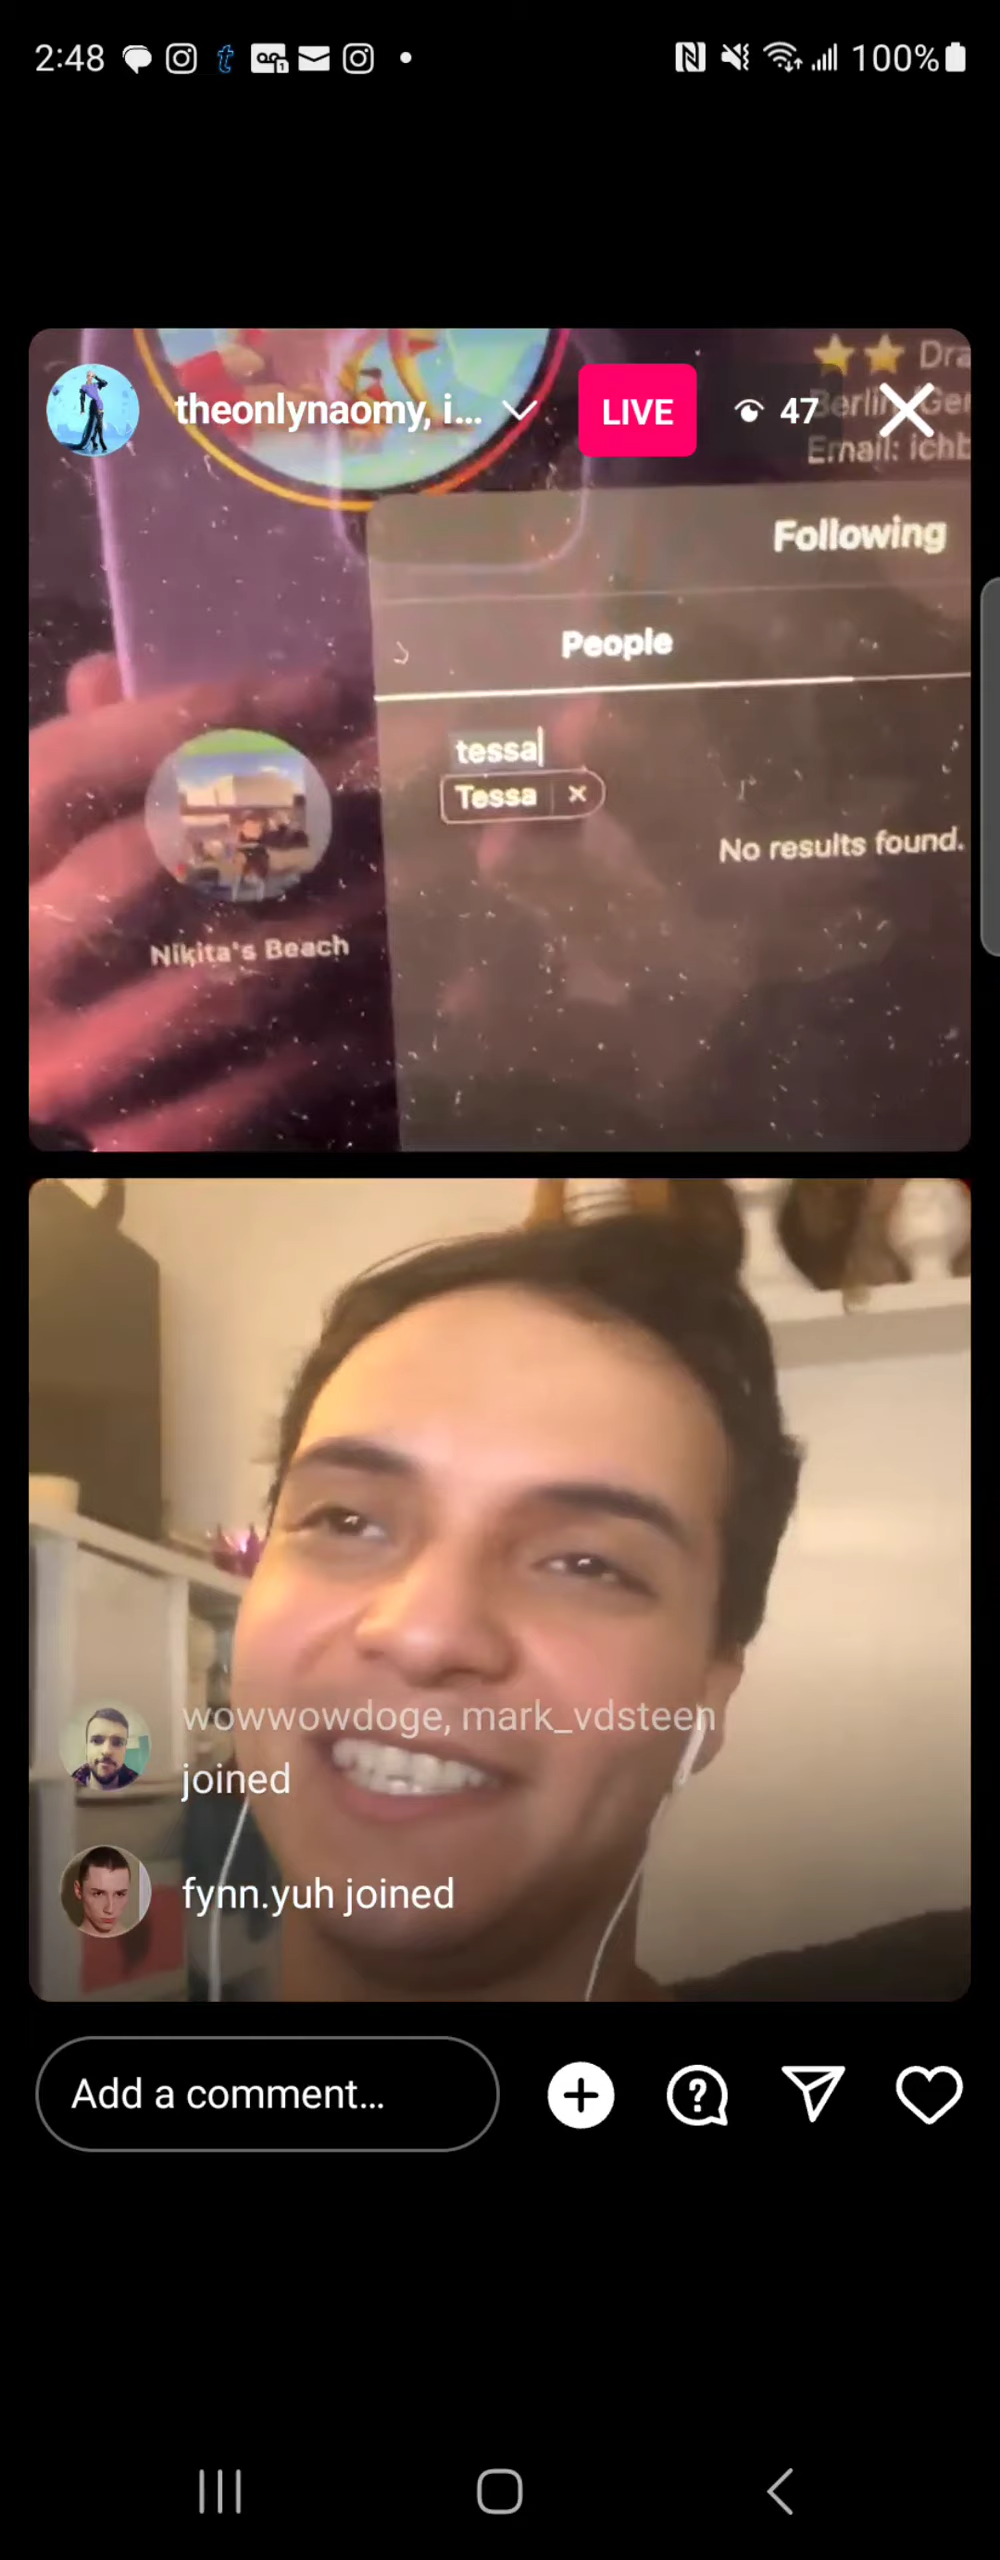 2:48
100%
Dra
theonlynaomy, i...
LIVE
47
Berlin
Ger
Email: ichb
Following
People
tessa
Tessa
No results found.
Nikita's Beach
wowwowdoge, mark_vdsteen
joined
fynn.yuh joined
Add a comment...